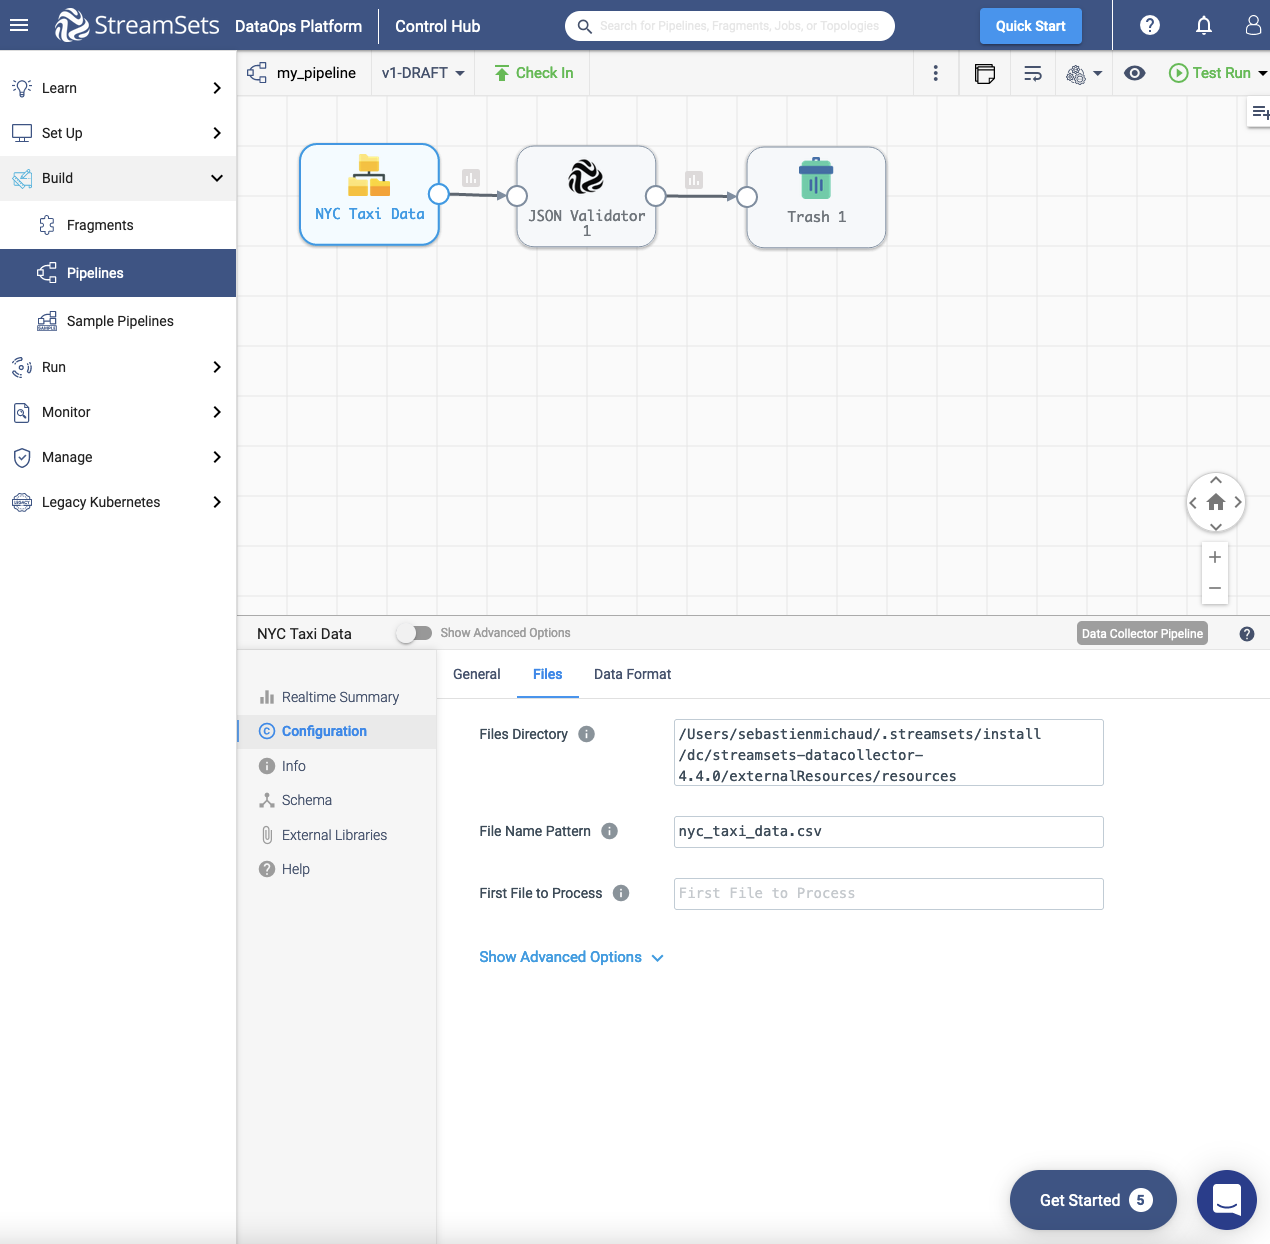 StreamSets DataOps Platform Control Hub Search for Pipelines, Fragments, Jobs, or Topologies Quick Start
my_pipeline v1-DRAFT Check In Test Run
Learn
Set Up
Build
Fragments
Pipelines
Sample Pipelines
Run
Monitor
Manage
Legacy Kubernetes
NYC Taxi Data
JSON Validator
1
Trash 1
NYC Taxi Data Show Advanced Options Data Collector Pipeline
Realtime Summary
Configuration
Info
Schema
External Libraries
Help
General Files Data Format
Files Directory
/Users/sebastienmichaud/.streamsets/install
/dc/streamsets-datacollector-
4.4.0/externalResources/resources
File Name Pattern nyc_taxi_data.csv
First File to Process First File to Process
Show Advanced Options
Get Started 5